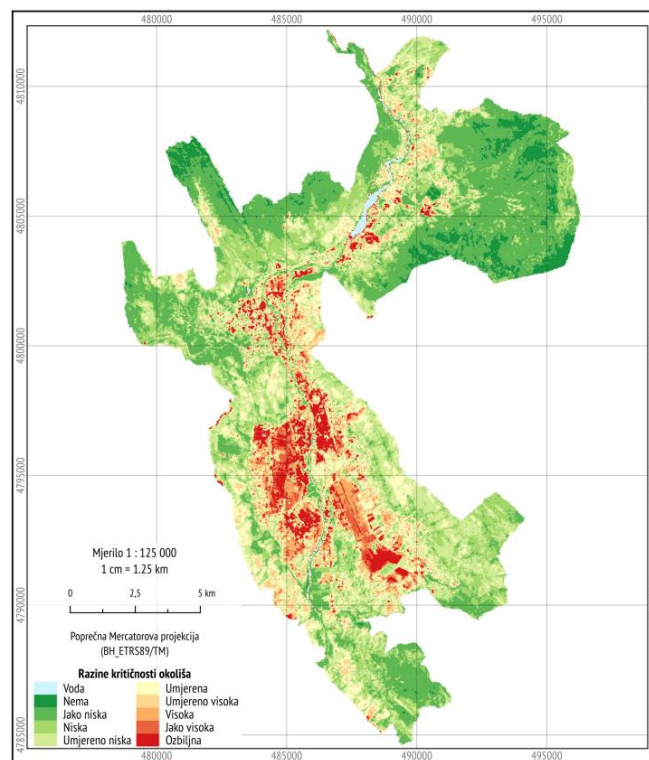 480000 485000 490000 495000
4810000
4805000
4800000
4795000
4790000
4785000
Mjerilo 1 : 125 000
1 cm = 1.25 km
0 2,5 5 km
Poprečna Mercatorova projekcija
(BH_ETRS89/TM)
Razine kritičnosti okoliša
Voda
Nema
Jako niska
Niska
Umjereno niska
Umjerena
Umjereno visoka
Visoka
Jako visoka
Ozbiljna
480000 485000 490000 495000